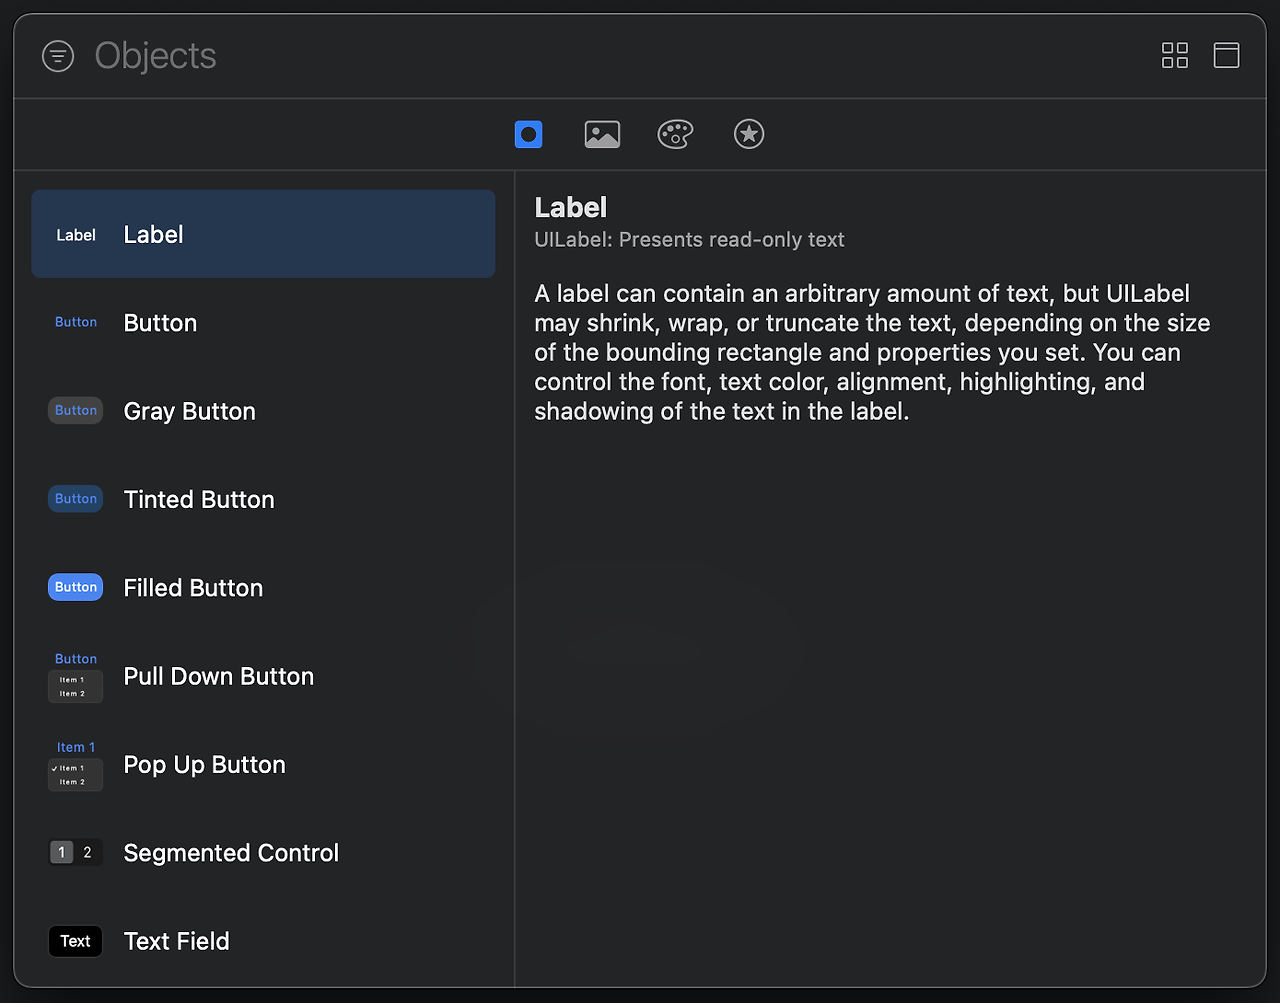 Objects
Label Label
Button Button
Button Gray Button
Button Tinted Button
Button Filled Button
Button
Item 1
Item 2
Pull Down Button
Item 1
✓ Item 1
Item 2
Pop Up Button
1 2 Segmented Control
Text Text Field
Label
UILabel: Presents read-only text
A label can contain an arbitrary amount of text, but UILabel
may shrink, wrap, or truncate the text, depending on the size
of the bounding rectangle and properties you set. You can
control the font, text color, alignment, highlighting, and
shadowing of the text in the label.